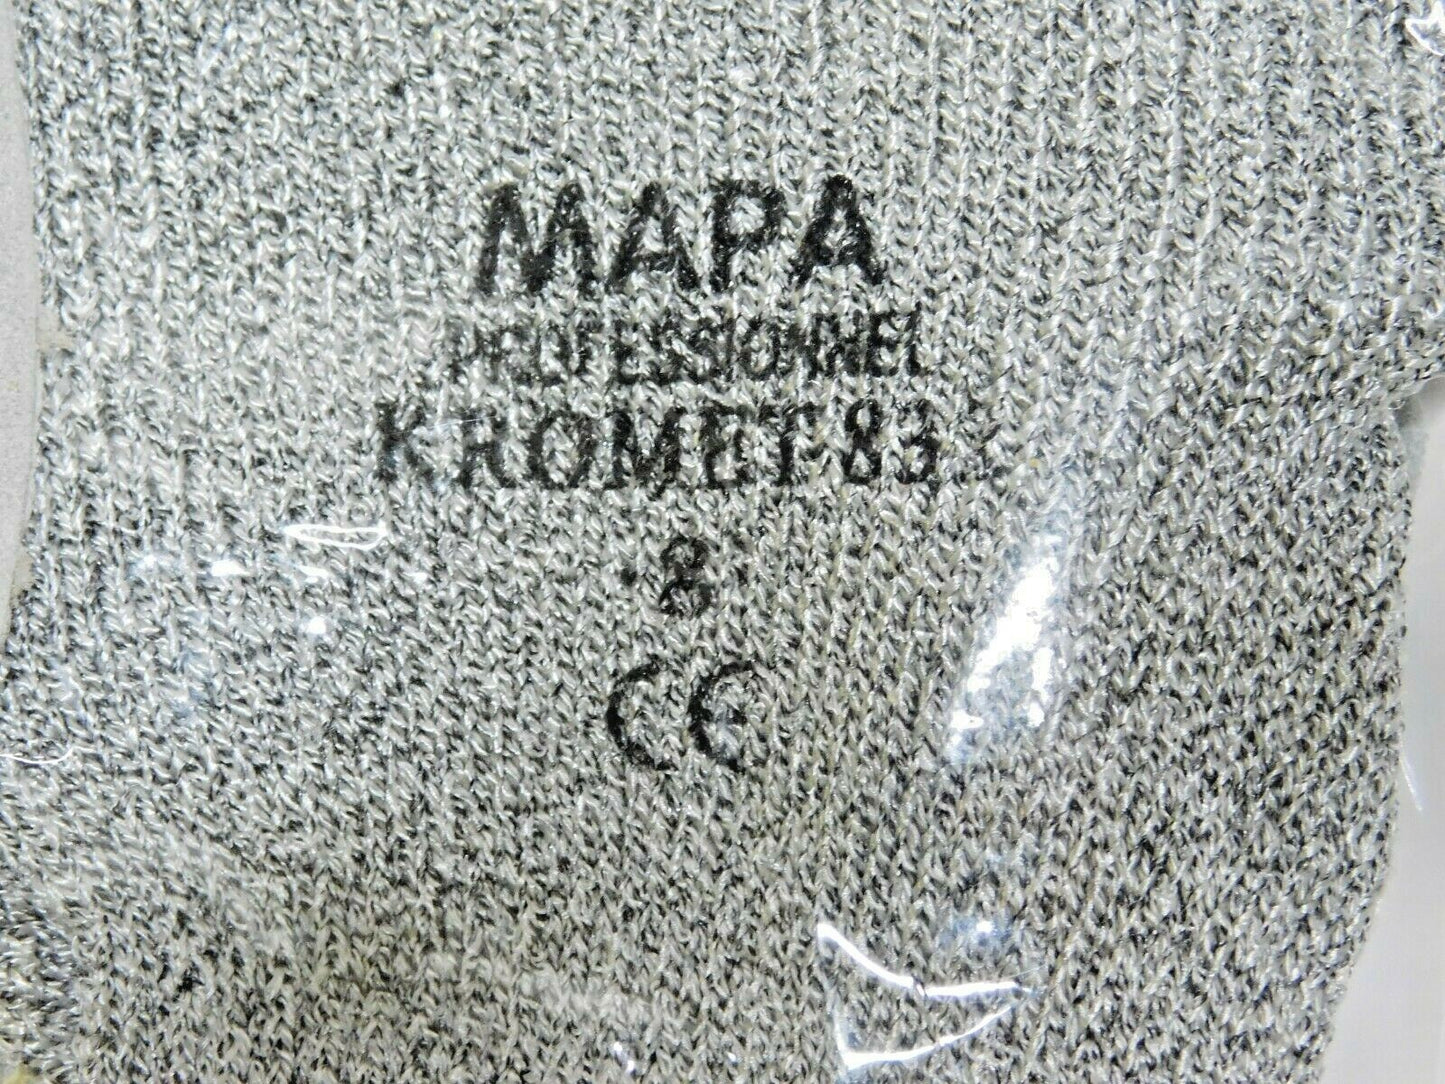 MAPA
PROFESSIONNEL
KROMET 83
8
CE